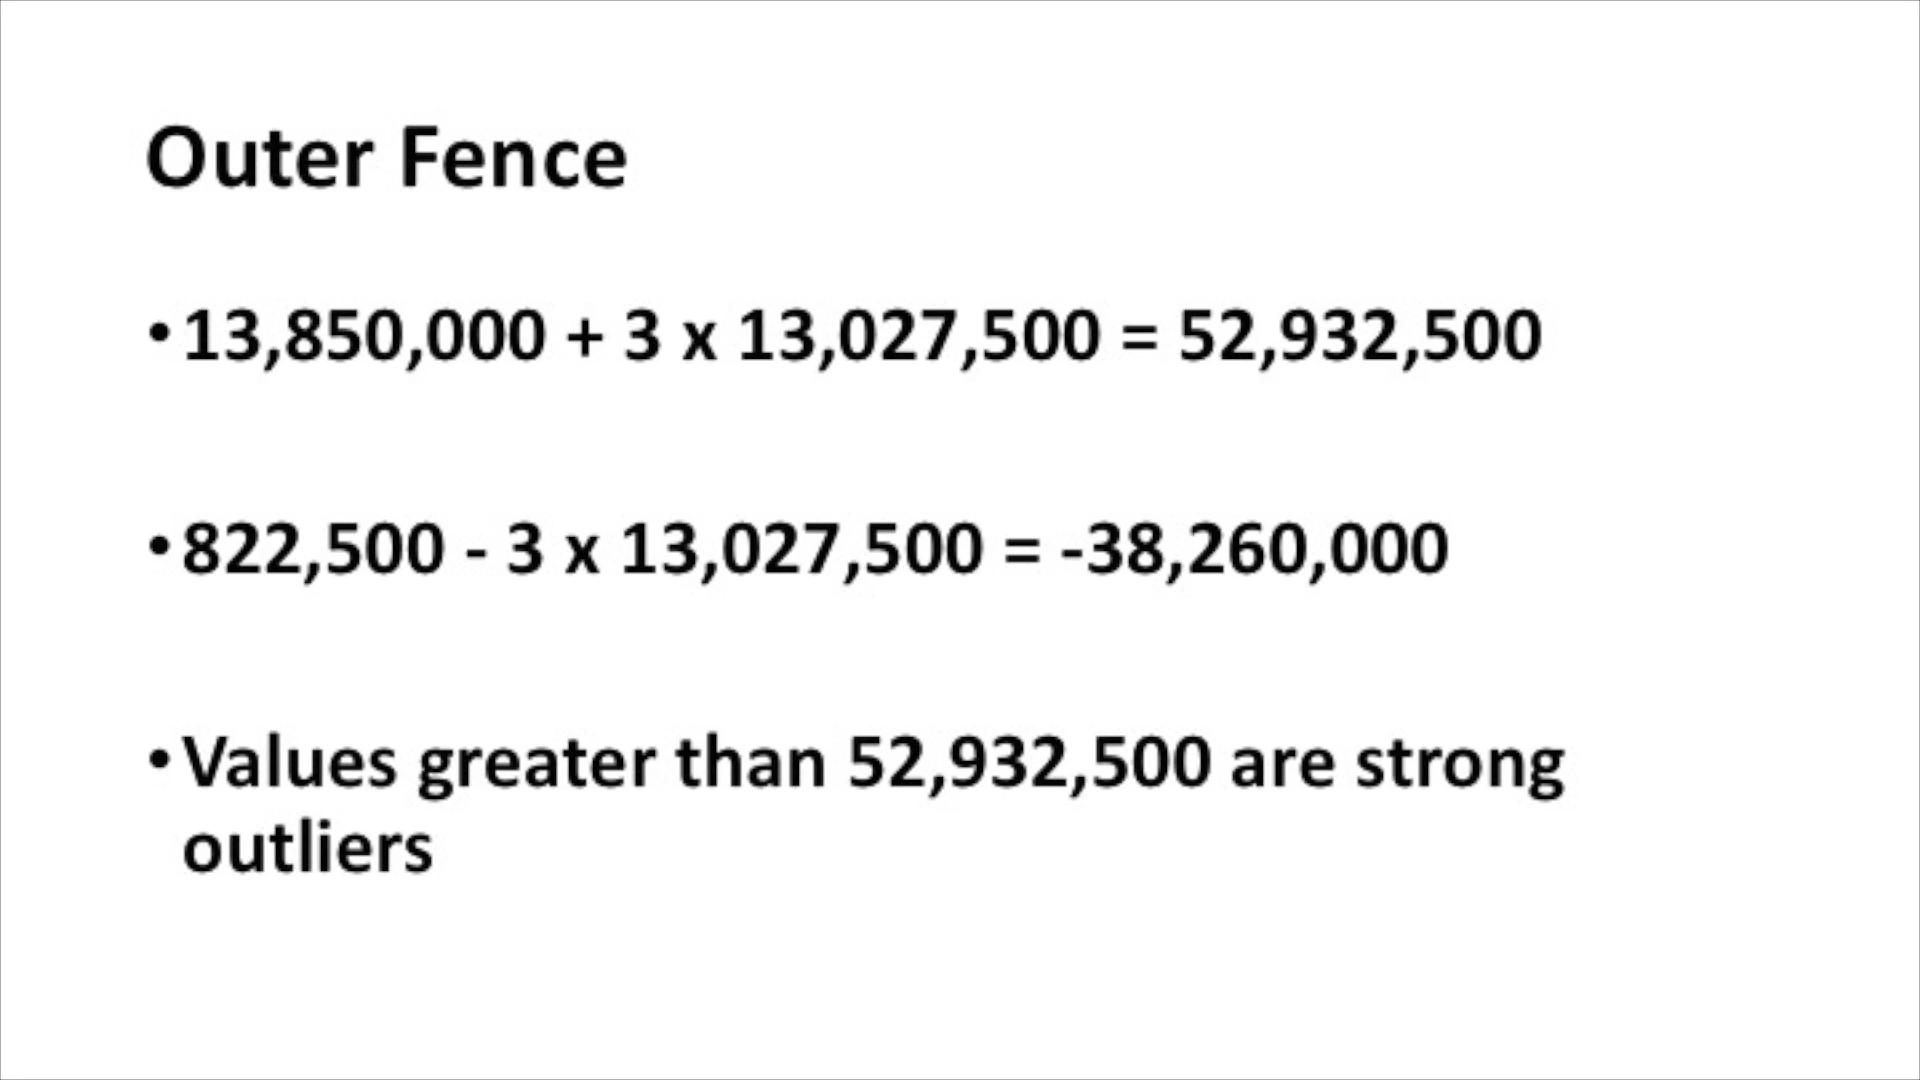 Outer Fence
•13,850,000 + 3 x 13,027,500 = 52,932,500
•822,500 - 3 x 13,027,500 = -38,260,000
•Values greater than 52,932,500 are strong
outliers